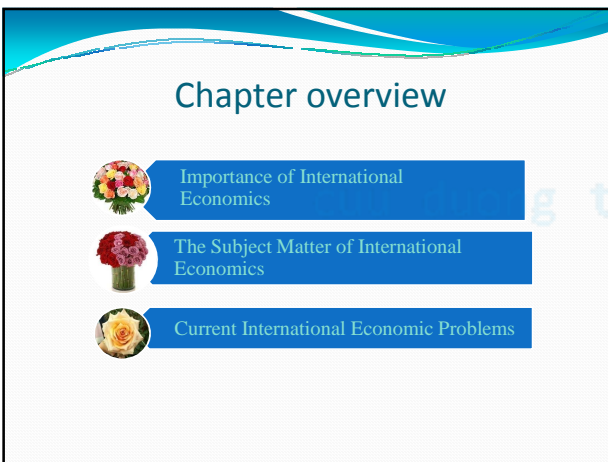 Chapter overview
Importance of International
Economics
The Subject Matter of International
Economics
Current International Economic Problems